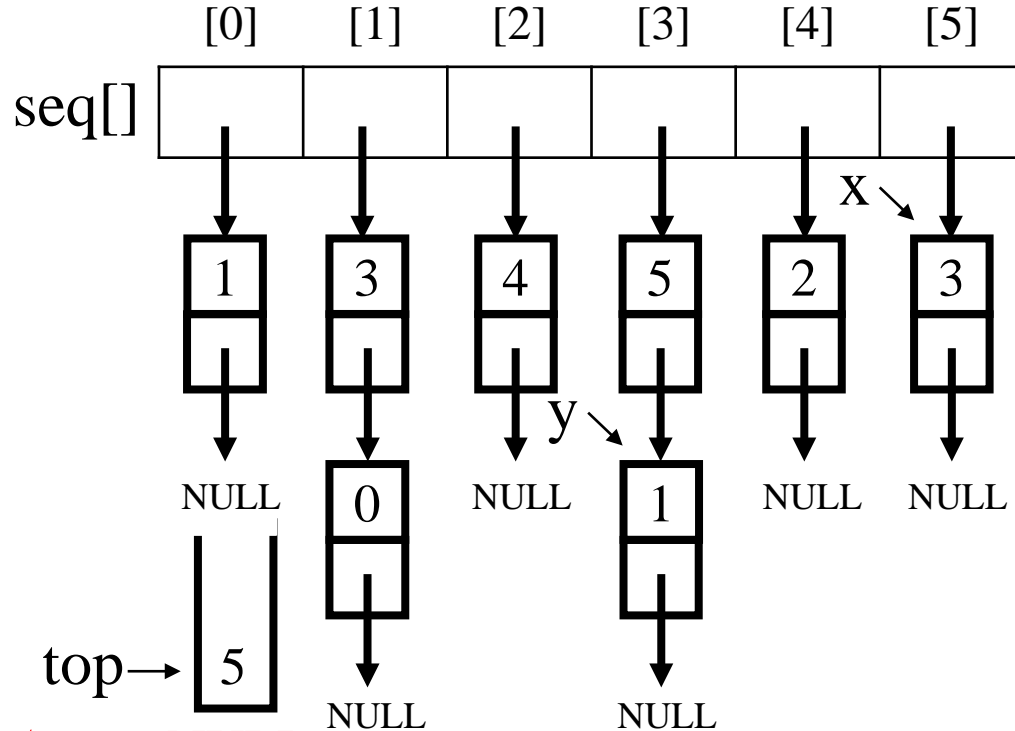 [0] [1] [2] [3] [4] [5]
seq[]
x
1 3 4 5 2 3
y
NULL NULL NULL NULL
0 1
top 5
NULL NULL